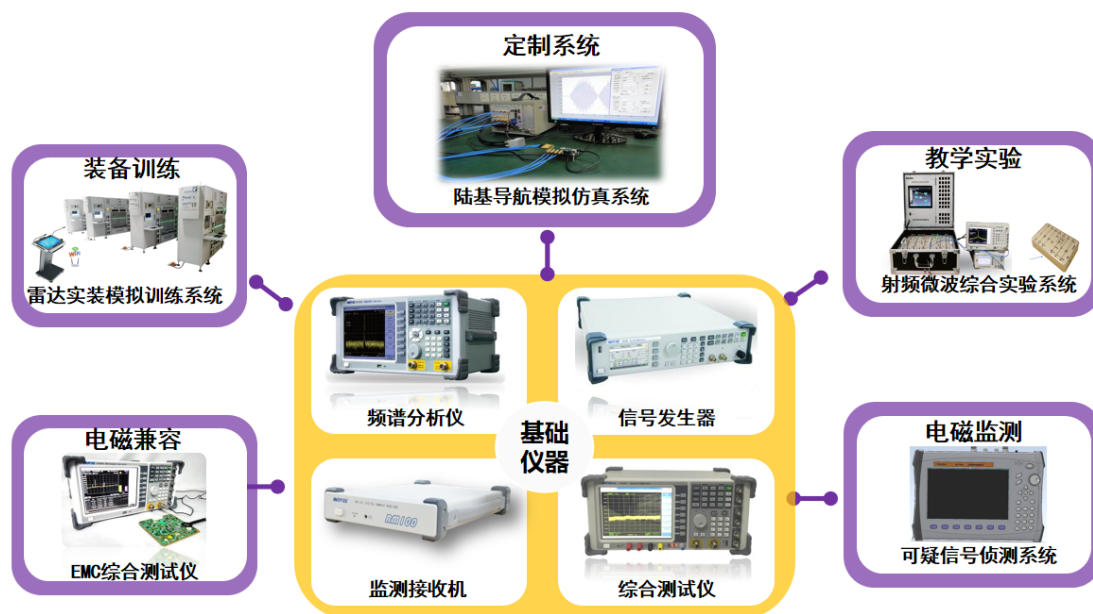 定制系统
陆基导航模拟仿真系统
装备训练
WiFi
雷达实装模拟训练系统
教学实验
射频微波综合实验系统
频谱分析仪
信号发生器
基础
仪器
监测接收机
RM100
综合测试仪
电磁兼容
EMC综合测试仪
电磁监测
可疑信号侦测系统